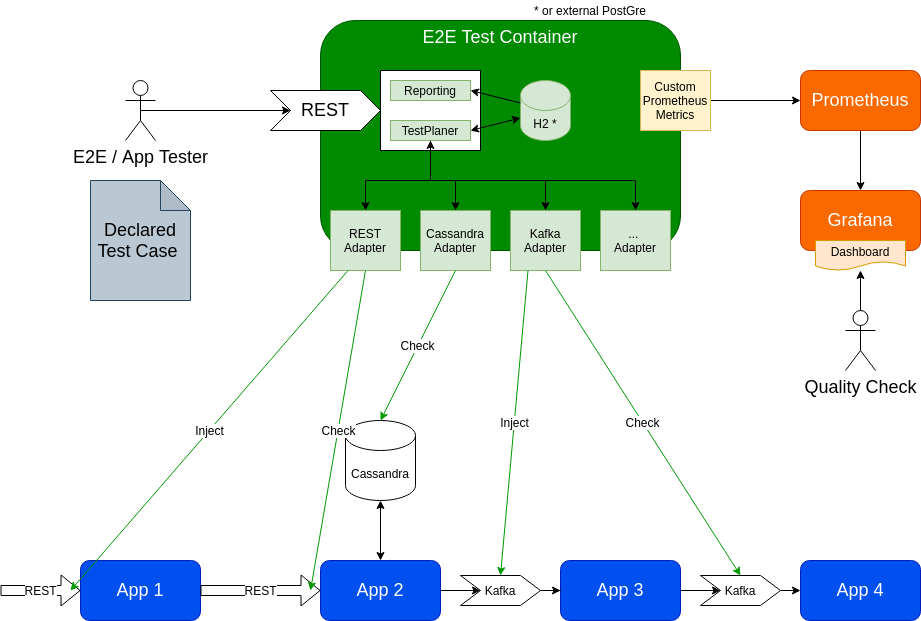 * or external PostGre
E2E Test Container
Reporting
TestPlaner
H2 *
REST
Custom
Prometheus
Metrics
Prometheus
E2E / App Tester
Declared
Test Case
Grafana
Dashboard
REST
Adapter
Cassandra
Adapter
Kafka
Adapter
...
Adapter
Quality Check
Check
Inject
Check
Inject
Check
Cassandra
REST
App 1
REST
App 2
Kafka
App 3
Kafka
App 4